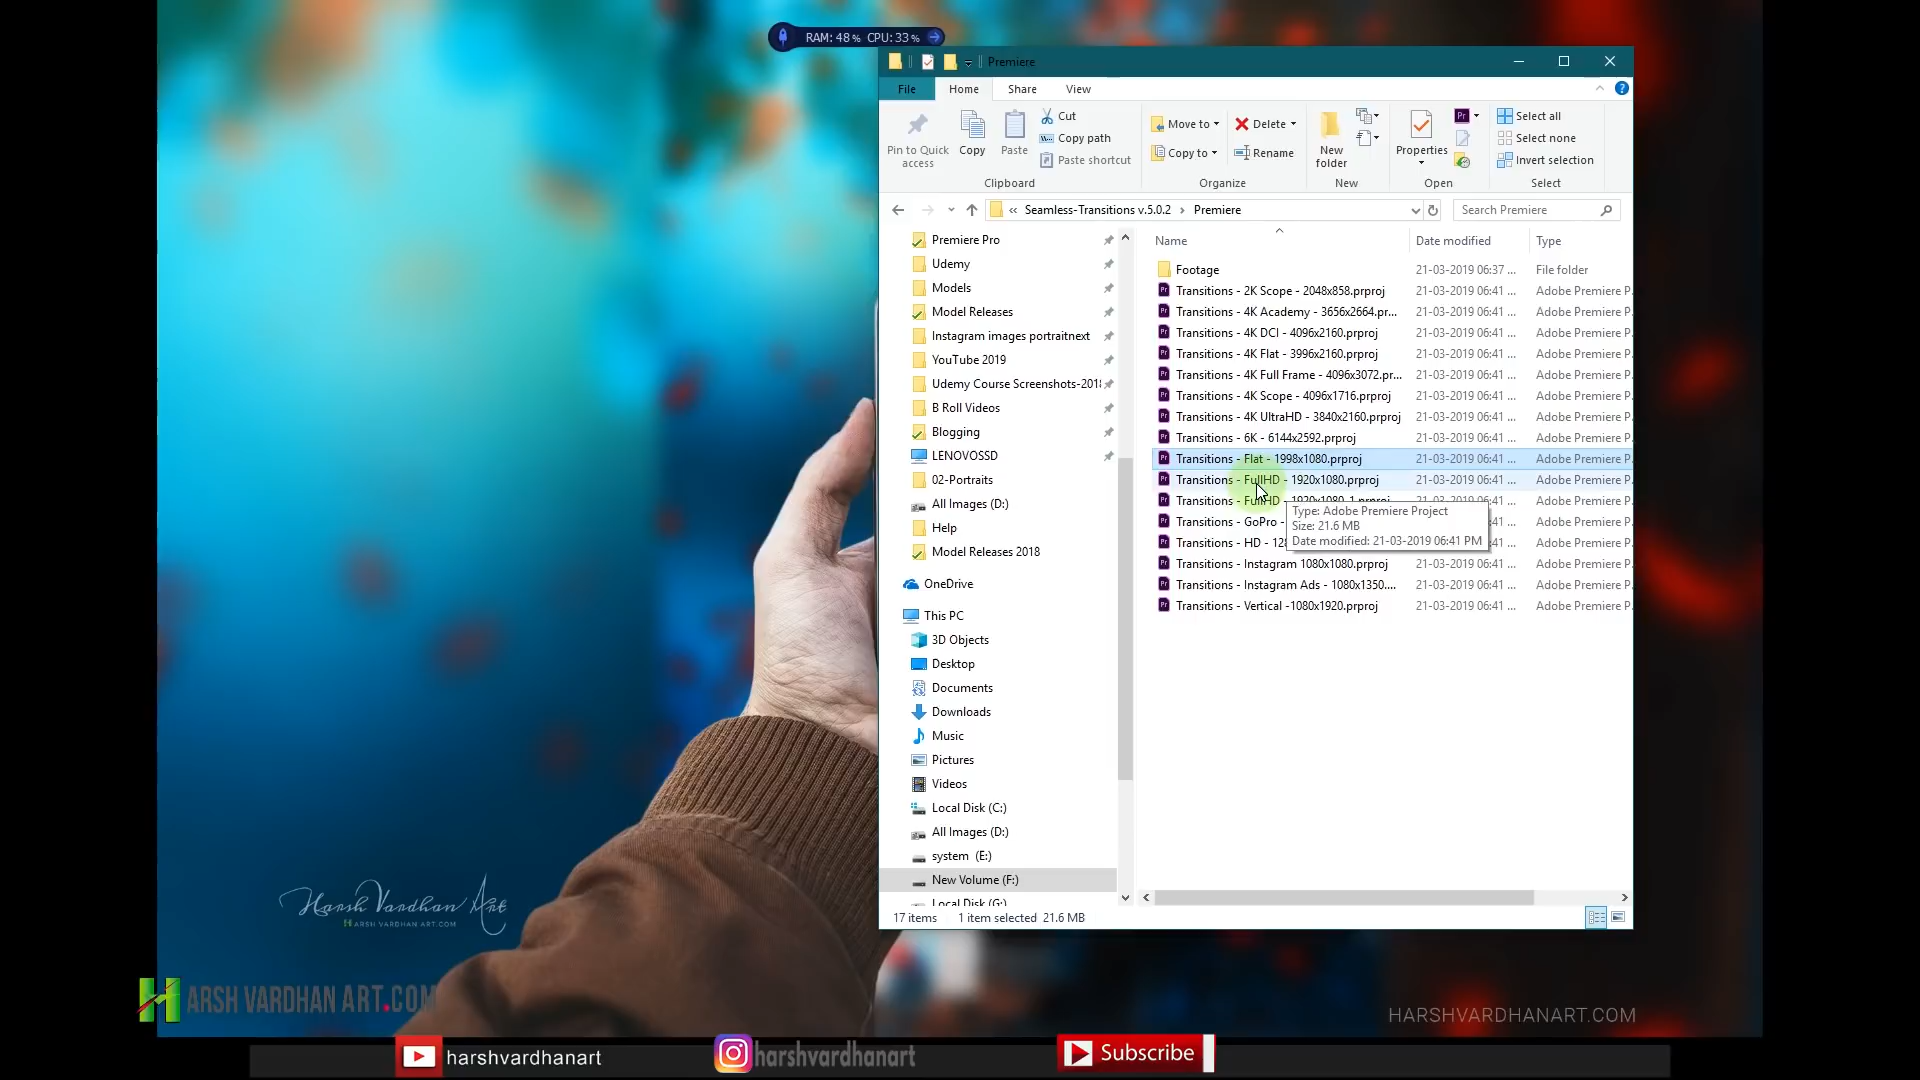 RAM: 48 % CPU: 33 %
Premiere
File Home Share View
Pin to Quick access
Copy
Paste
Cut
Copy path
Paste shortcut
Clipboard
Move to
Copy to
Delete
Rename
Organize
New folder
New
Properties
Open
Select all
Select none
Invert selection
Select
« Seamless-Transitions v.5.0.2 › Premiere
Search Premiere
Premiere Pro
Udemy
Models
Model Releases
Instagram images portraitnext
YouTube 2019
Udemy Course Screenshots-2018
B Roll Videos
Blogging
LENOVOSSD
02-Portraits
All Images (D:)
Help
Model Releases 2018
OneDrive
This PC
3D Objects
Desktop
Documents
Downloads
Music
Pictures
Videos
Local Disk (C:)
All Images (D:)
system (E:)
New Volume (F:)
Local Disk (G:)
Name Date modified Type
Footage 21-03-2019 06:37 ... File folder
Transitions - 2K Scope - 2048x858.prproj 21-03-2019 06:41 ... Adobe Premiere P.
Transitions - 4K Academy - 3656x2664.pr... 21-03-2019 06:41 ... Adobe Premiere P.
Transitions - 4K DCI - 4096x2160.prproj 21-03-2019 06:41 ... Adobe Premiere P.
Transitions - 4K Flat - 3996x2160.prproj 21-03-2019 06:41 ... Adobe Premiere P.
Transitions - 4K Full Frame - 4096x3072.pr... 21-03-2019 06:41 ... Adobe Premiere P.
Transitions - 4K Scope - 4096x1716.prproj 21-03-2019 06:41 ... Adobe Premiere P.
Transitions - 4K UltraHD - 3840x2160.prproj 21-03-2019 06:41 ... Adobe Premiere P.
Transitions - 6K - 6144x2592.prproj 21-03-2019 06:41 ... Adobe Premiere P.
Transitions - Flat - 1998x1080.prproj 21-03-2019 06:41 ... Adobe Premiere P.
Transitions - FullHD - 1920x1080.prproj 21-03-2019 06:41 ... Adobe Premiere P.
Transitions - FullHD - 1920x1080_1.prproj 21-03-2019 06:41 ... Adobe Premiere P.
Transitions - GoPro - :41 ... Adobe Premiere P.
Transitions - HD - 128 :41 ... Adobe Premiere P.
Transitions - Instagram 1080x1080.prproj 21-03-2019 06:41 ... Adobe Premiere P.
Transitions - Instagram Ads - 1080x1350.... 21-03-2019 06:41 ... Adobe Premiere P.
Transitions - Vertical -1080x1920.prproj 21-03-2019 06:41 ... Adobe Premiere P.
Type: Adobe Premiere Project
Size: 21.6 MB
Date modified: 21-03-2019 06:41 PM
17 items 1 item selected 21.6 MB
Harsh Vardhan Art
HARSH VARDHAN ART.COM
HARSH VARDHAN ART.COM
HARSHVARDHANART.COM
harshvardhanart
harshvardhanart
Subscribe